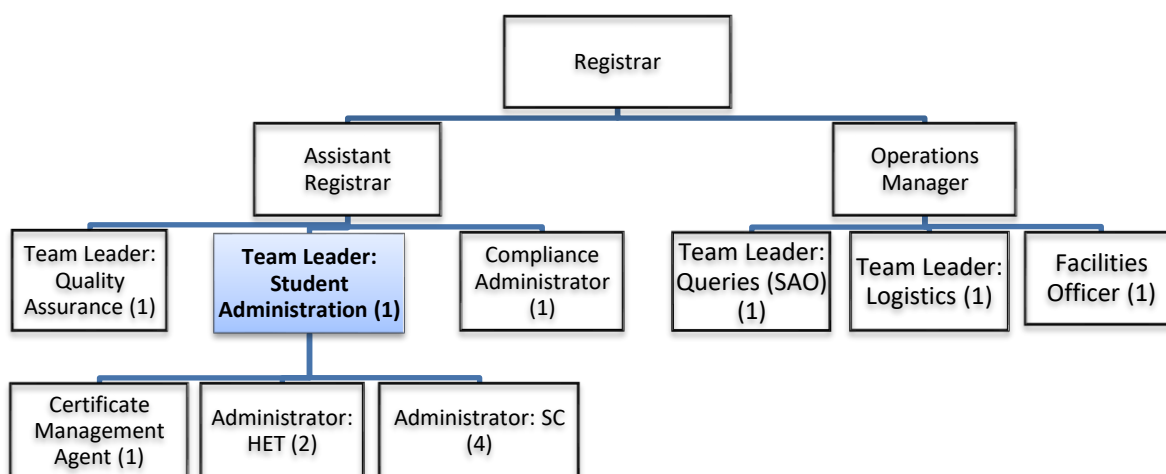 Registrar
Assistant
Registrar
Operations
Manager
Team Leader:
Quality
Assurance (1)
Team Leader:
Student
Administration (1)
Compliance
Administrator
(1)
Team Leader:
Queries (SAO)
(1)
Team Leader:
Logistics (1)
Facilities
Officer (1)
Certificate
Management
Agent (1)
Administrator:
HET (2)
Administrator: SC
(4)